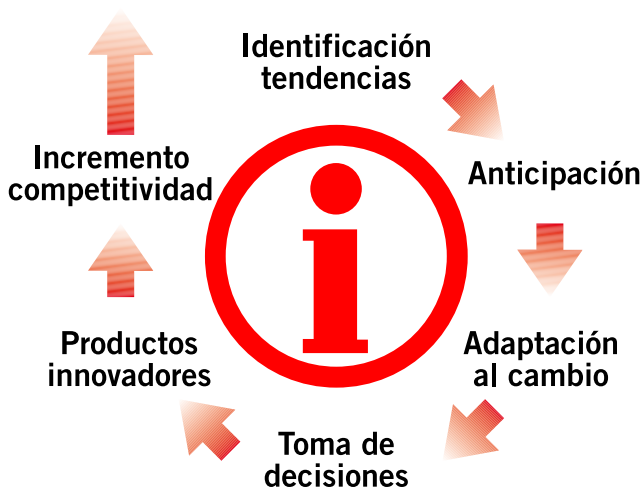 Identificación
tendencias
Anticipación
Adaptación
al cambio
Toma de
decisiones
Productos
innovadores
Incremento
competitividad
i